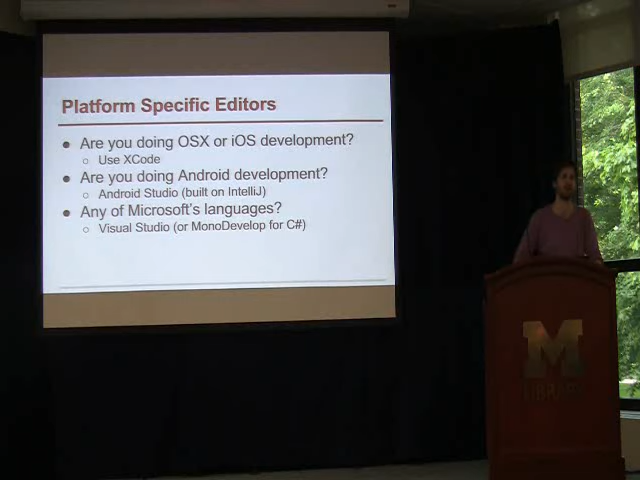 Platform Specific Editors
● Are you doing OSX or iOS development?
○ Use XCode
● Are you doing Android development?
○ Android Studio (built on IntelliJ)
● Any of Microsoft's languages?
○ Visual Studio (or MonoDevelop for C#)
M
LIBRARY